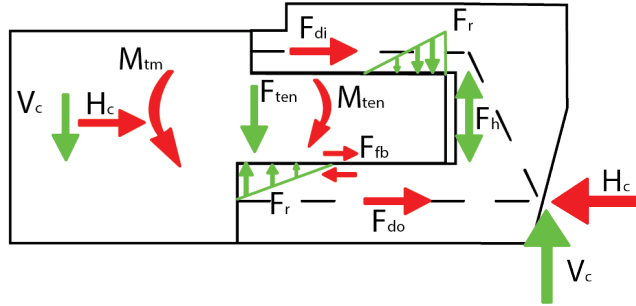 F_di
F_r
M_tm
V_c
H_c
F_ten
M_ten
F_h
F_fb
F_r
F_do
H_c
V_c